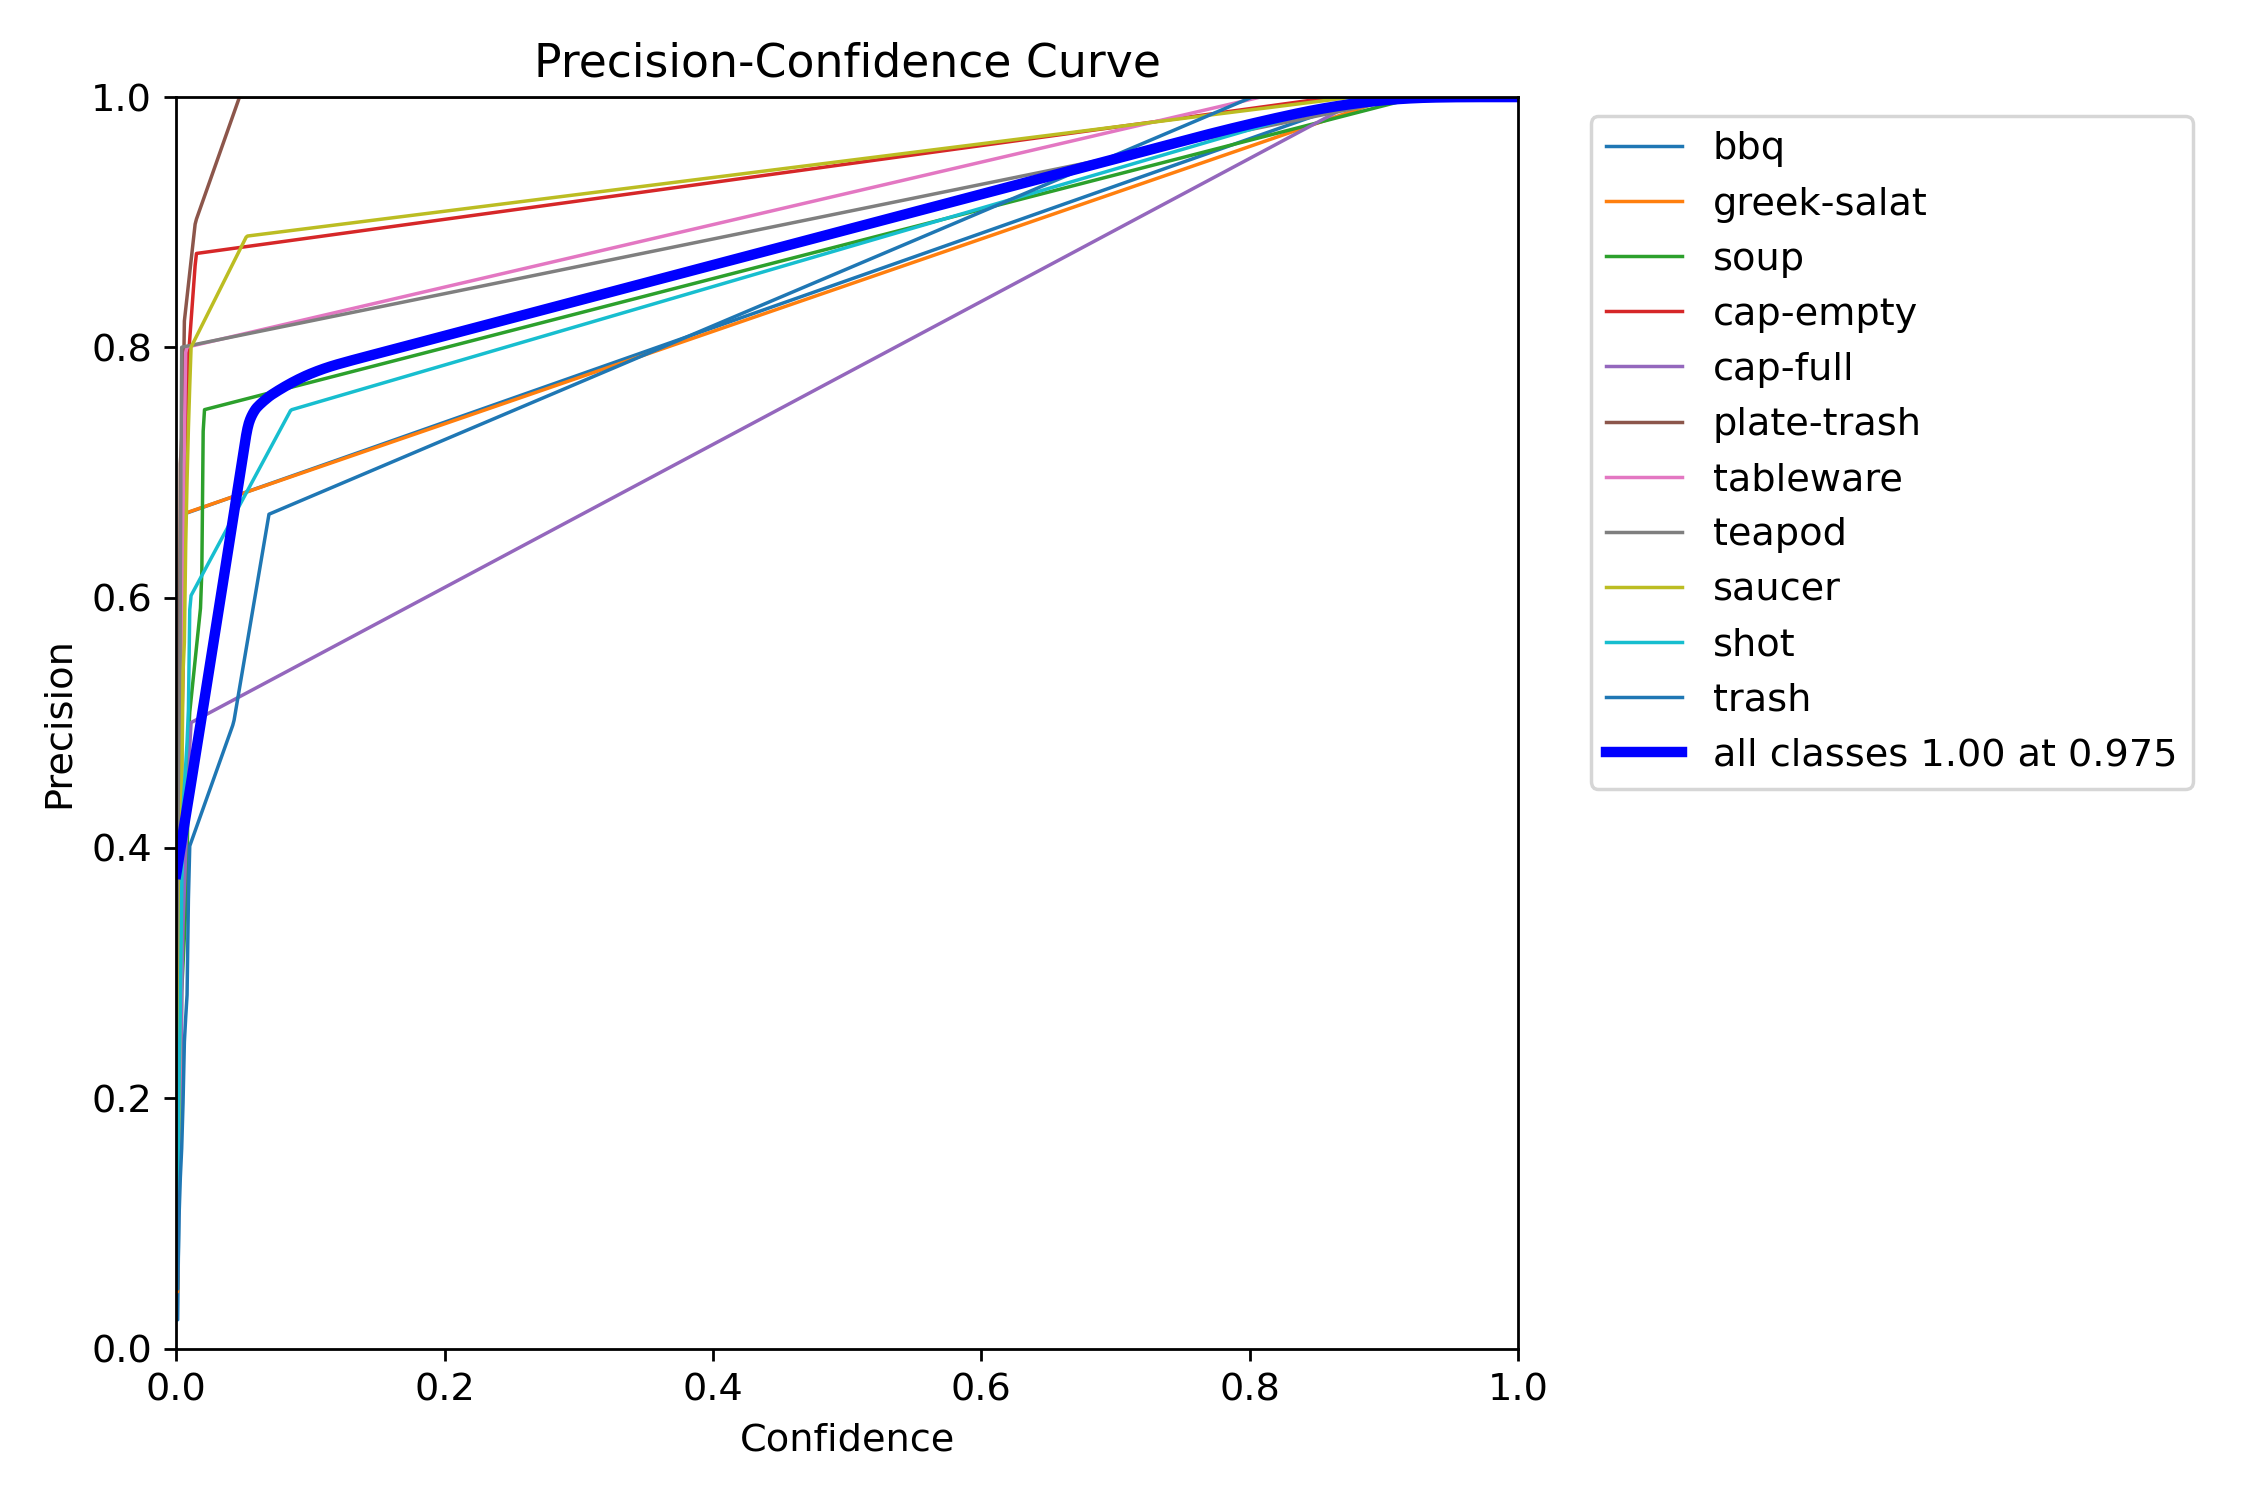 Precision-Confidence Curve
1.0
0.8
0.6
0.4
0.2
0.0
Precision
0.0 0.2 0.4 0.6 0.8 1.0
Confidence
bbq
greek-salat
soup
cap-empty
cap-full
plate-trash
tableware
teapod
saucer
shot
trash
all classes 1.00 at 0.975